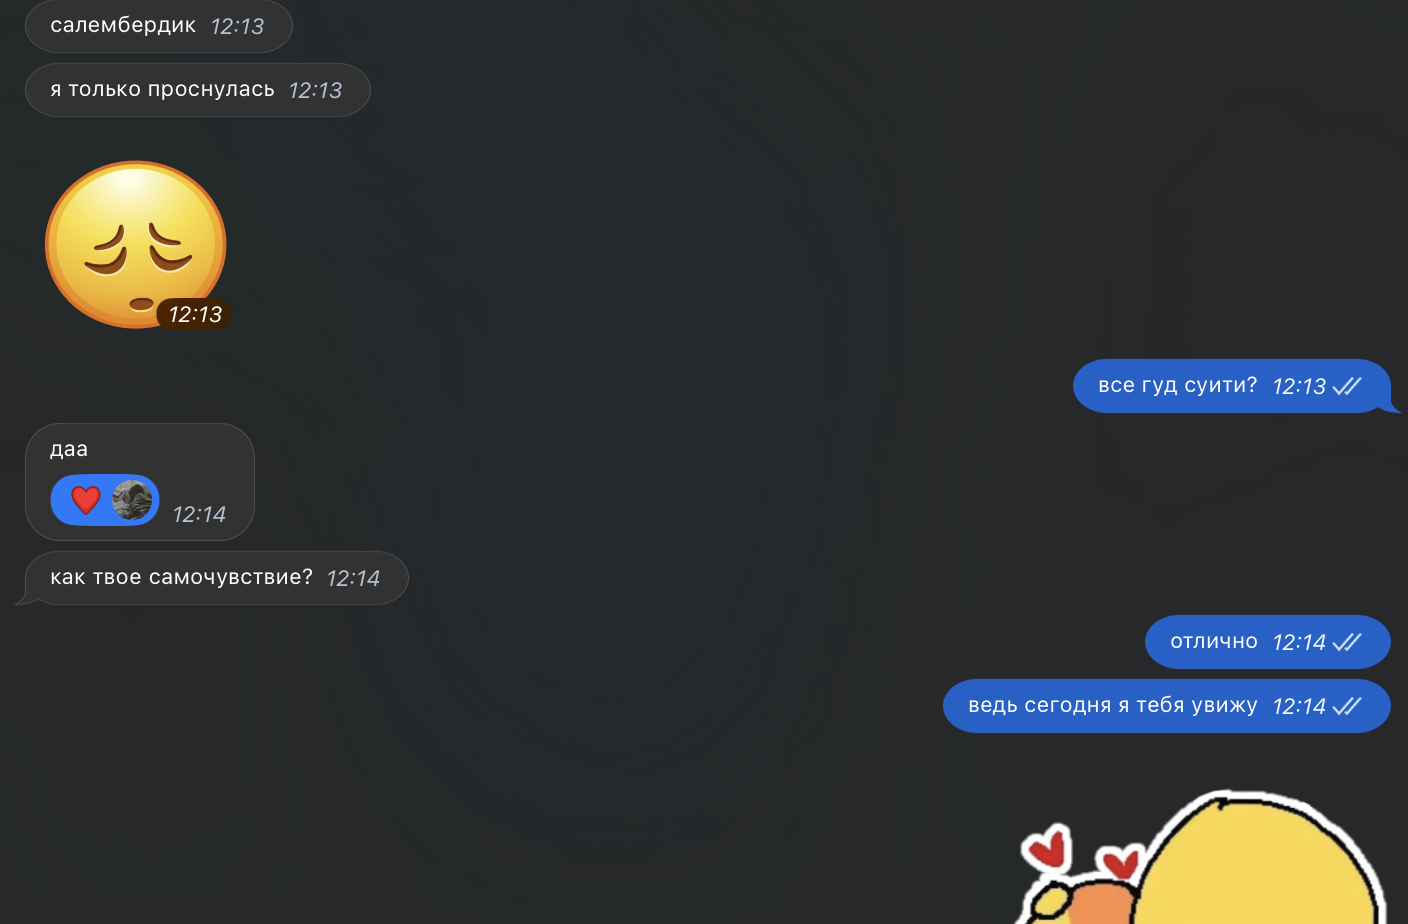 салембердик 12:13
я только проснулась 12:13
12:13
все гуд суити? 12:13
даа
12:14
как твое самочувствие? 12:14
отлично 12:14
ведь сегодня я тебя увижу 12:14